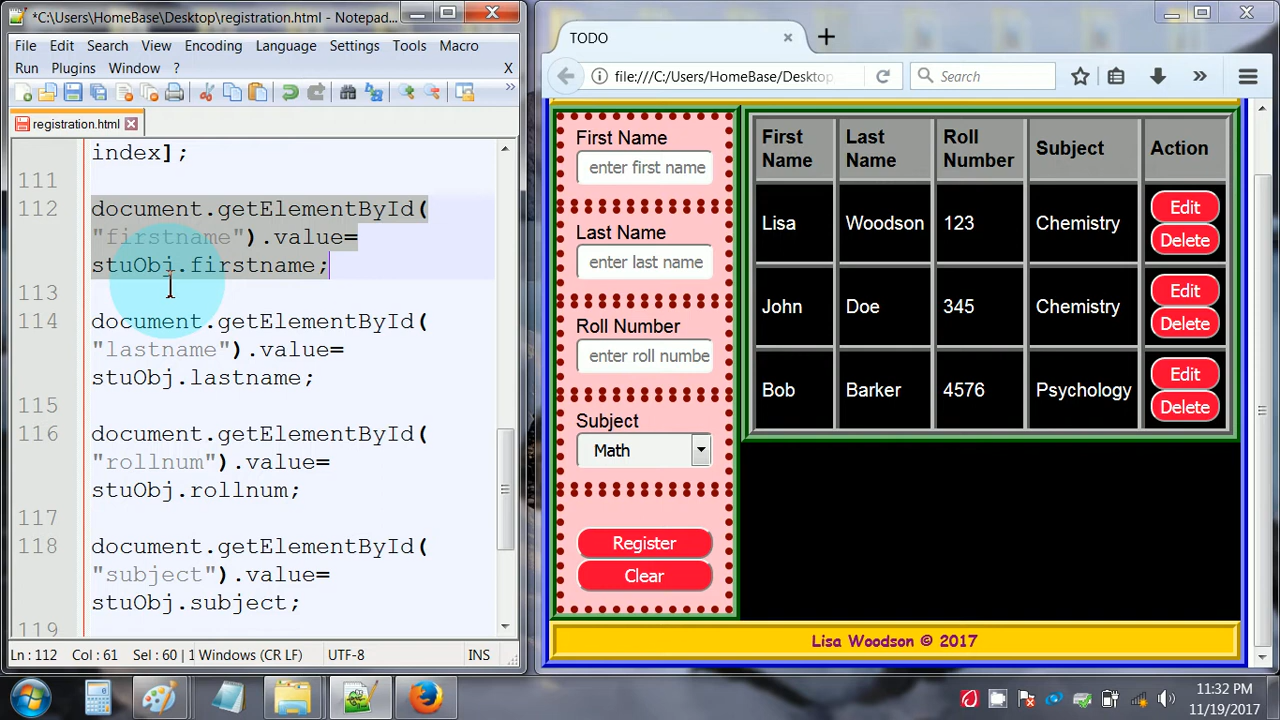 *C:\Users\HomeBase\Desktop\registration.html - Notepad...
File Edit Search View
Encoding Language Settings Tools Macro
Run Plugins Window ? X
registration.html
index];
111
112 document.getElementById(
"firstname").value=
stuObj.firstname;
113
114 document.getElementById(
"lastname").value=
stuObj.lastname;
115
116 document.getElementById(
"rollnum").value=
stuObj.rollnum;
117
118 document.getElementById(
"subject").value=
stuObj.subject;
119
Ln : 112 Col : 61 Sel : 60 | 1 Windows (CR LF) UTF-8 INS
TODO
file:///C:/Users/HomeBase/Desktop
Search
First Name
enter first name
Last Name
enter last name
Roll Number
enter roll numbe
Subject
Math
Register
Clear
First Name Last Name Roll Number Subject Action
Lisa Woodson 123 Chemistry Edit Delete
John Doe 345 Chemistry Edit Delete
Bob Barker 4576 Psychology Edit Delete
Lisa Woodson © 2017
11:32 PM
11/19/2017